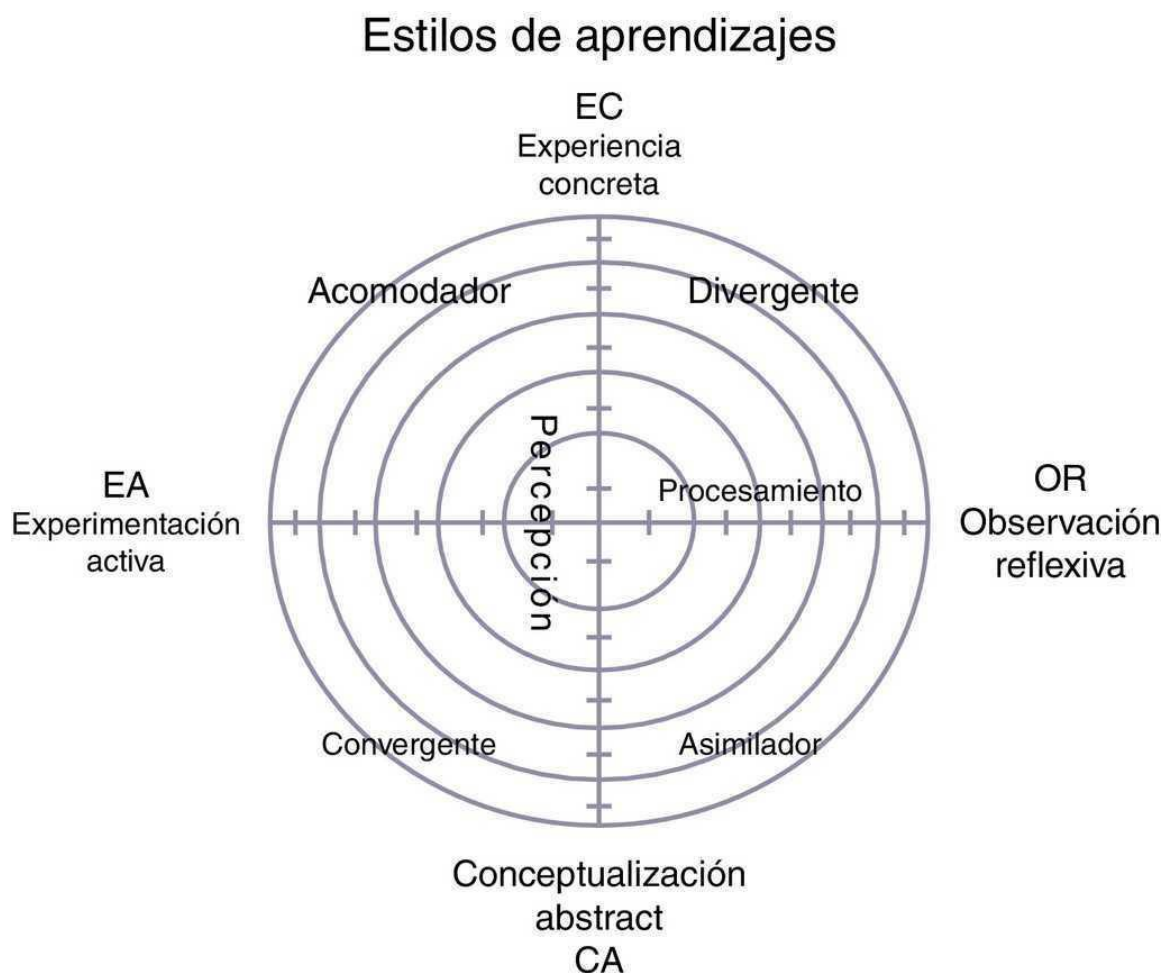 Estilos de aprendizajes
EC
Experiencia
concreta
Acomodador
Divergente
Percepción
Procesamiento
EA
Experimentación
activa
OR
Observación
reflexiva
Convergente
Asimilador
Conceptualización
abstract
CA